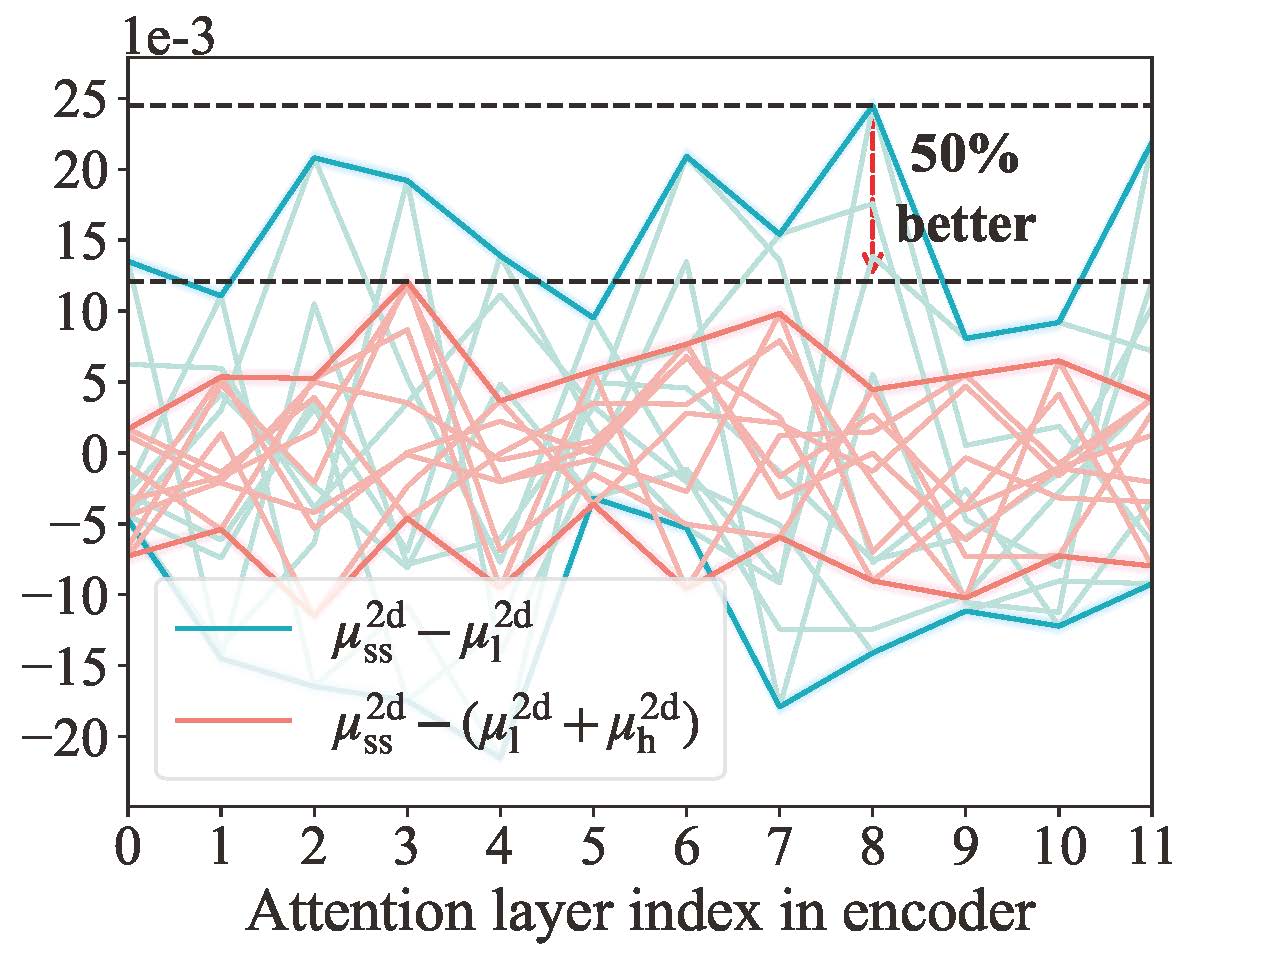 1e-3
25
20
15
10
5
0
−5
−10
−15
−20
50%
better
μ_ss^2d − μ_l^2d
μ_ss^2d − (μ_l^2d + μ_h^2d)
0 1 2 3 4 5 6 7 8 9 10 11
Attention layer index in encoder